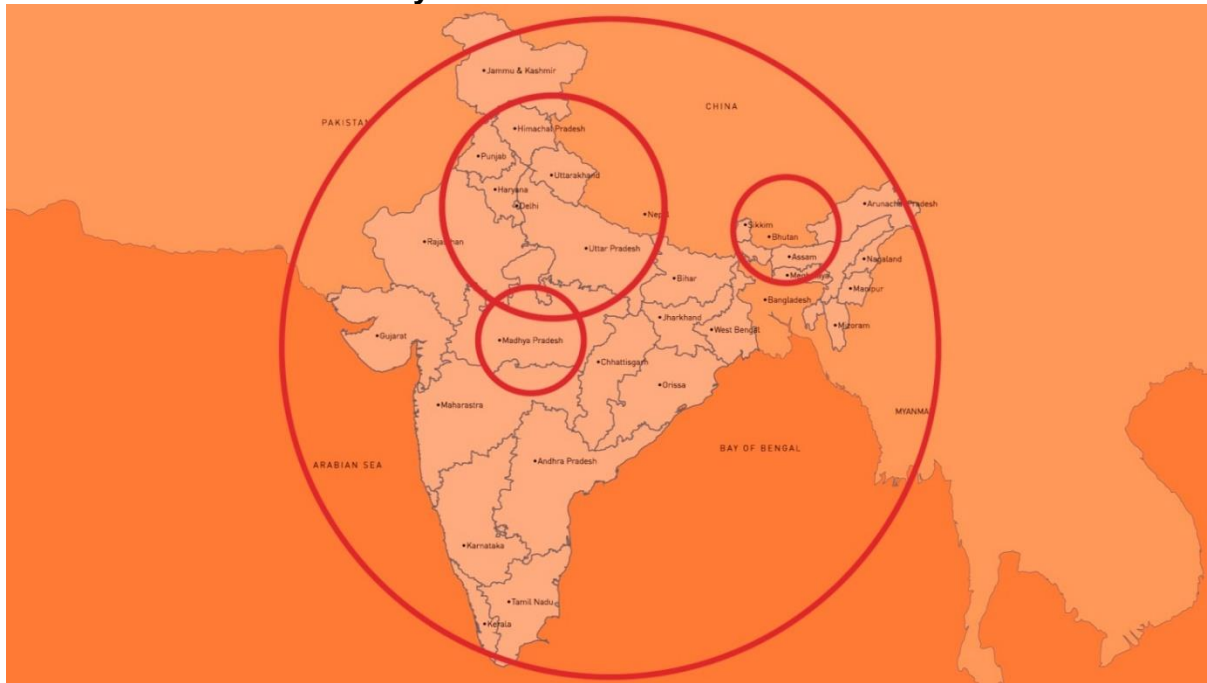 y
Jammu & Kashmir
CHINA
PAKISTAN
Himachal Pradesh
Punjab
Uttarakhand
Haryana
Delhi
Arunachal Pradesh
Nepal
Sikkim
Bhutan
Rajasthan
Uttar Pradesh
Assam
Nagaland
Meghalaya
Bihar
Manipur
Bangladesh
Jharkhand
West Bengal
Mizoram
Gujarat
Madhya Pradesh
Chhattisgarh
Orissa
Maharastra
MYANMA
BAY OF BENGAL
Andhra Pradesh
ARABIAN SEA
Karnataka
Tamil Nadu
Kerala